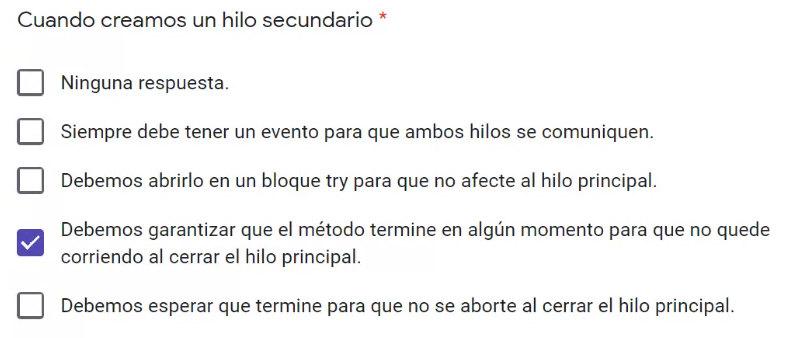 Cuando creamos un hilo secundario *
Ninguna respuesta.
Siempre debe tener un evento para que ambos hilos se comuniquen.
Debemos abrirlo en un bloque try para que no afecte al hilo principal.
Debemos garantizar que el método termine en algún momento para que no quede
corriendo al cerrar el hilo principal.
Debemos esperar que termine para que no se aborte al cerrar el hilo principal.